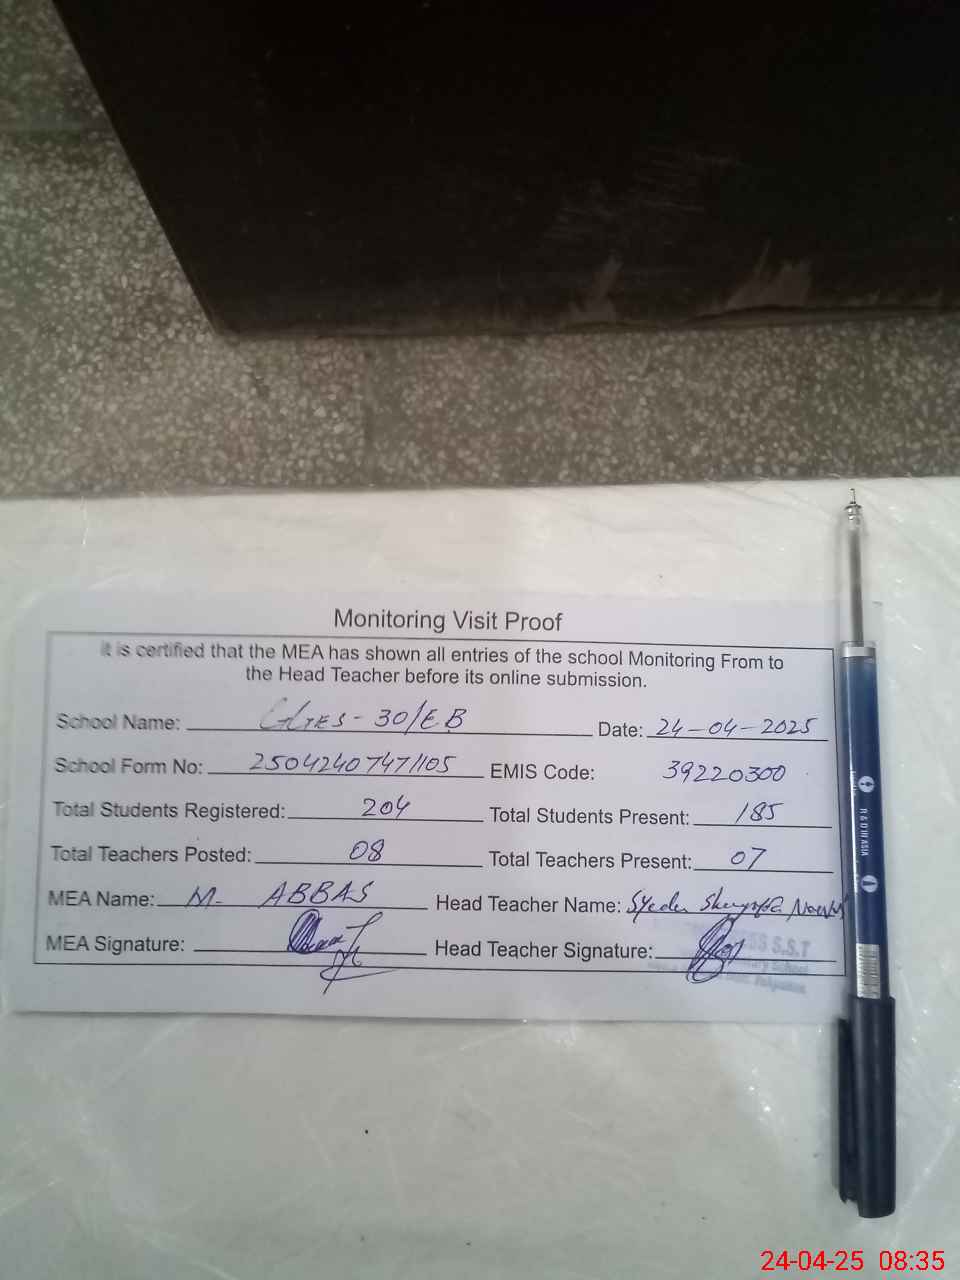 Monitoring Visit Proof
it is certified that the MEA has shown all entries of the school Monitoring From to
the Head Teacher before its online submission.
School Name: GGES-30/EB Date: 24-04-2025
School Form No: 25042407471105 EMIS Code: 39220300
Total Students Registered: 204 Total Students Present: 185
Total Teachers Posted: 08 Total Teachers Present: 07
MEA Name: M. ABBAS Head Teacher Name: Syeda
MEA Signature: Head Teacher Signature:
S.S.T
School
24-04-25 08:35